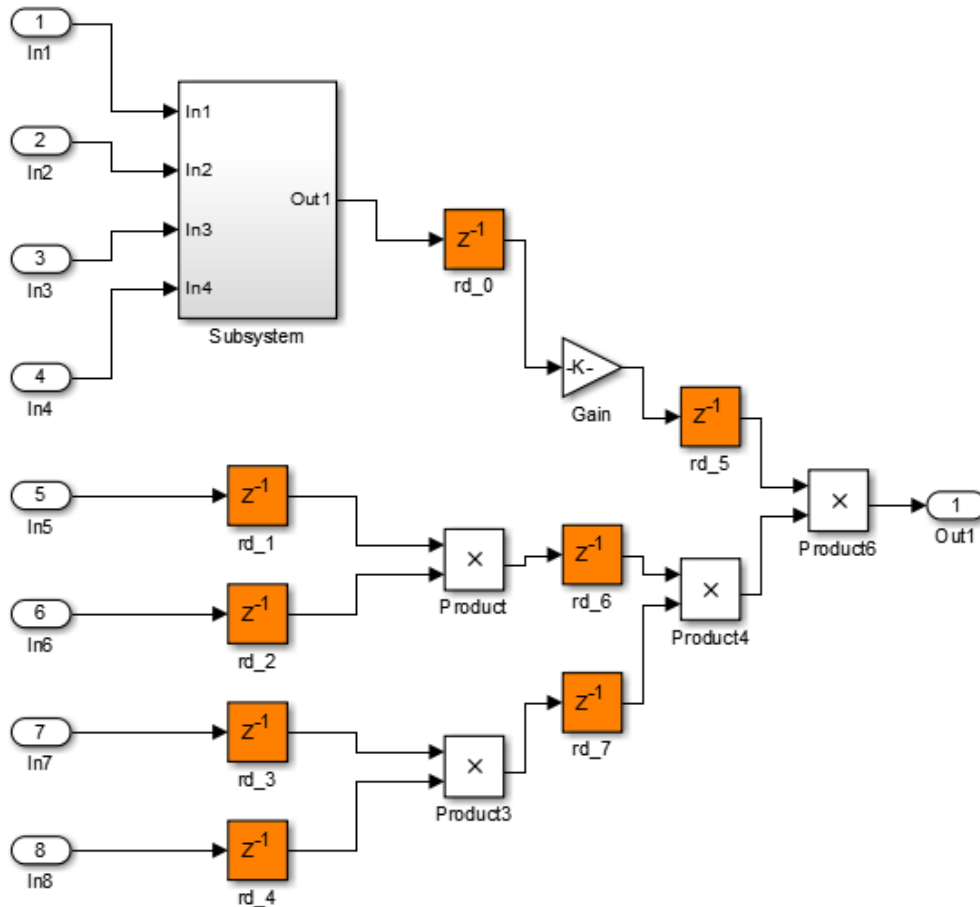 1
In1
2
In2
3
In3
4
In4
In1
In2
In3
In4
Out1
Subsystem
Z-1
rd_0
-K-
Gain
Z-1
rd_5
5
In5
Z-1
rd_1
6
In6
Z-1
rd_2
×
Product
Z-1
rd_6
×
Product4
×
Product6
1
Out1
7
In7
Z-1
rd_3
8
In8
Z-1
rd_4
×
Product3
Z-1
rd_7